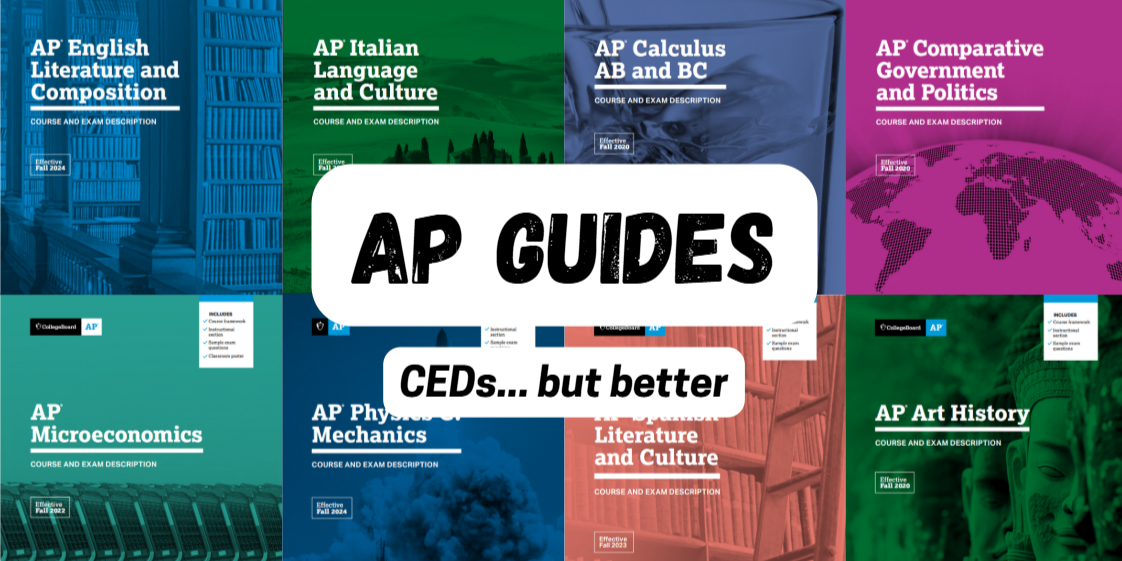 AP® English
Literature and
Composition
COURSE AND EXAM DESCRIPTION
Effective
Fall 2024
AP® Italian
Language
and Culture
COURSE AND EXAM DESCRIPTION
Effective
Fall
AP® Calculus
AB and BC
COURSE AND EXAM DESCRIPTION
Effective
Fall 2020
AP® Comparative
Government
and Politics
COURSE AND EXAM DESCRIPTION
Effective
Fall 2020
AP GUIDES
CEDs... but better
CollegeBoard AP®
INCLUDES
Course framework
Instructional
section
Sample exam
questions
Classroom poster
AP®
Microeconomics
COURSE AND EXAM DESCRIPTION
Effective
Fall 2022
AP®
Instructional
section
Sample exam
AP® Physics C:
Mechanics
COURSE AND EXAM DESCRIPTION
Effective
Fall 2024
CollegeBoard AP®
Instructional
section
Sample exam
questions
AP® Spanish
Literature
and Culture
COURSE AND EXAM DESCRIPTION
Effective
Fall 2023
CollegeBoard AP®
INCLUDES
Course framework
Instructional
section
Sample exam
questions
AP® Art History
COURSE AND EXAM DESCRIPTION
Effective
Fall 2020